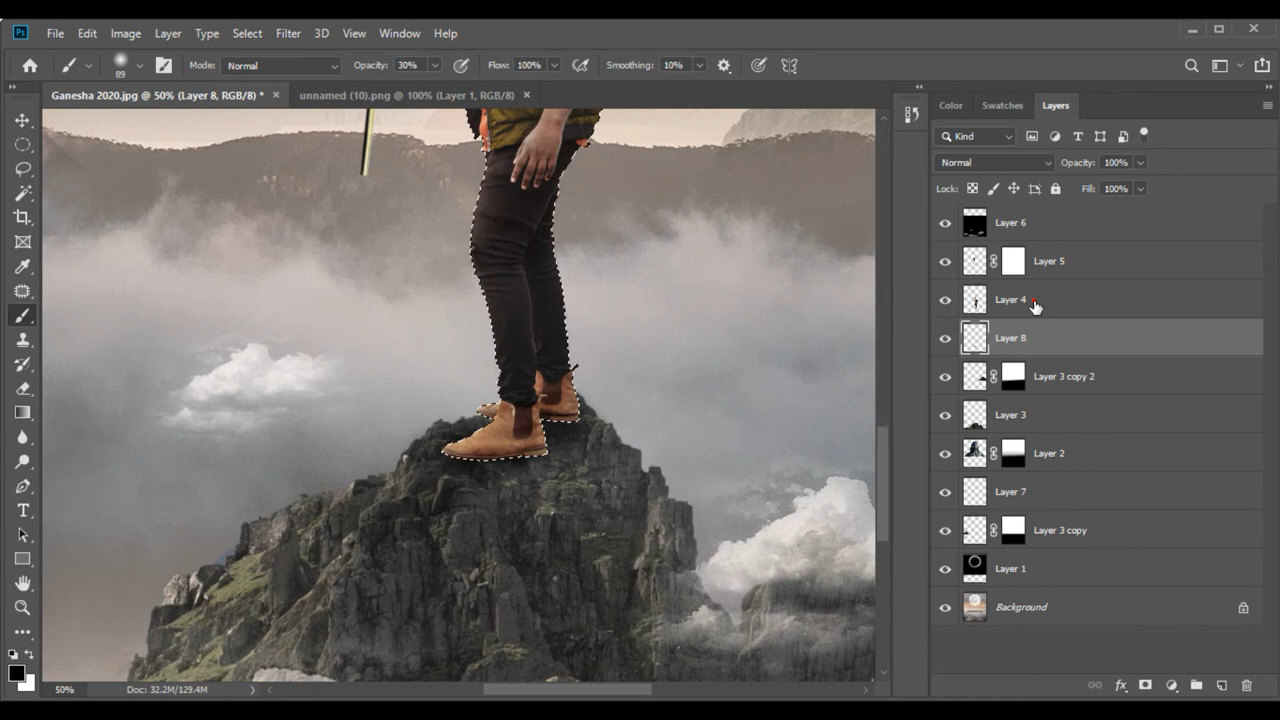 Ps File Edit Image Layer Type Select Filter 3D View Window Help
89 Mode: Normal Opacity: 30% Flow: 100% Smoothing: 10%
Ganesha 2020.jpg @ 50% (Layer 8, RGB/8) * × unnamed (10).png @ 100% (Layer 1, RGB/8) ×
Color Swatches Layers
Kind
Normal Opacity: 100%
Lock: Fill: 100%
Layer 6
Layer 5
Layer 4
Layer 8
Layer 3 copy 2
Layer 3
Layer 2
Layer 7
Layer 3 copy
Layer 1
Background
50% Doc: 32.2M/129.4M